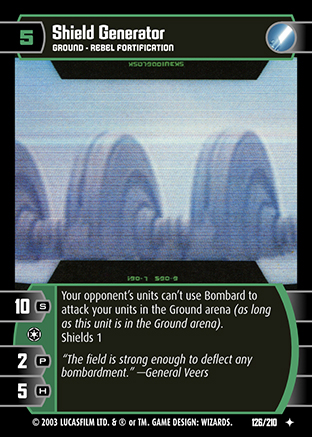 5 Shield Generator
GROUND • REBEL FORTIFICATION
10 S
Your opponent's units can't use Bombard to
attack your units in the Ground arena (as long
as this unit is in the Ground arena).
Shields 1
2 P
"The field is strong enough to deflect any
bombardment." —General Veers
5 H
© 2003 LUCASFILM LTD. & ® or TM. GAME DESIGN: WIZARDS. 126/210